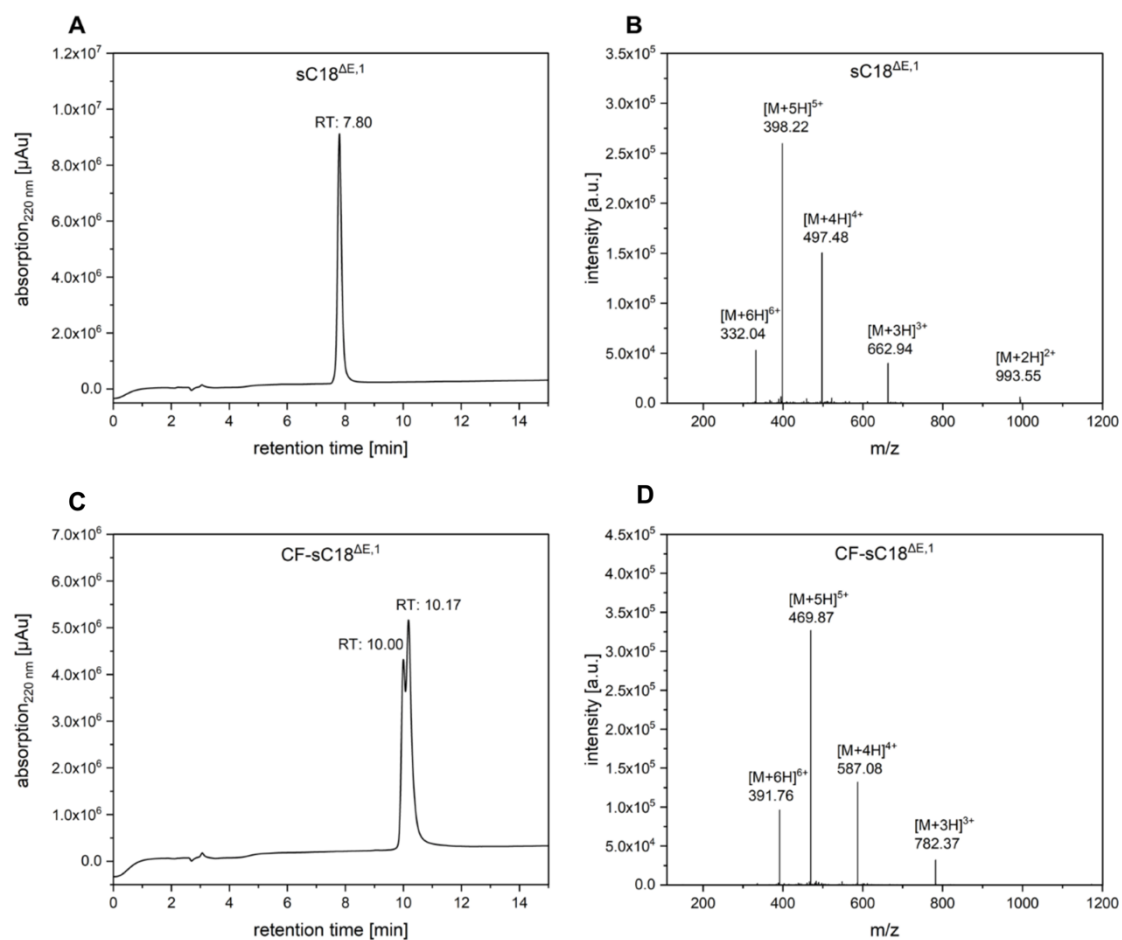 A
sC18ΔE,1
RT: 7.80
1.2x10⁷
1.0x10⁷
8.0x10⁶
6.0x10⁶
4.0x10⁶
2.0x10⁶
0.0
absorption220 nm [µAu]
0 2 4 6 8 10 12 14
retention time [min]
B
sC18ΔE,1
3.5x10⁵
3.0x10⁵
2.5x10⁵
2.0x10⁵
1.5x10⁵
1.0x10⁵
5.0x10⁴
0.0
intensity [a.u.]
[M+5H]⁵⁺
398.22
[M+4H]⁴⁺
497.48
[M+6H]⁶⁺
332.04
[M+3H]³⁺
662.94
[M+2H]²⁺
993.55
200 400 600 800 1000 1200
m/z
C
CF-sC18ΔE,1
RT: 10.17
RT: 10.00
7.0x10⁶
6.0x10⁶
5.0x10⁶
4.0x10⁶
3.0x10⁶
2.0x10⁶
1.0x10⁶
0.0
absorption220 nm [µAu]
0 2 4 6 8 10 12 14
retention time [min]
D
CF-sC18ΔE,1
4.5x10⁵
4.0x10⁵
3.5x10⁵
3.0x10⁵
2.5x10⁵
2.0x10⁵
1.5x10⁵
1.0x10⁵
5.0x10⁴
0.0
intensity [a.u.]
[M+5H]⁵⁺
469.87
[M+4H]⁴⁺
587.08
[M+6H]⁶⁺
391.76
[M+3H]³⁺
782.37
200 400 600 800 1000 1200
m/z